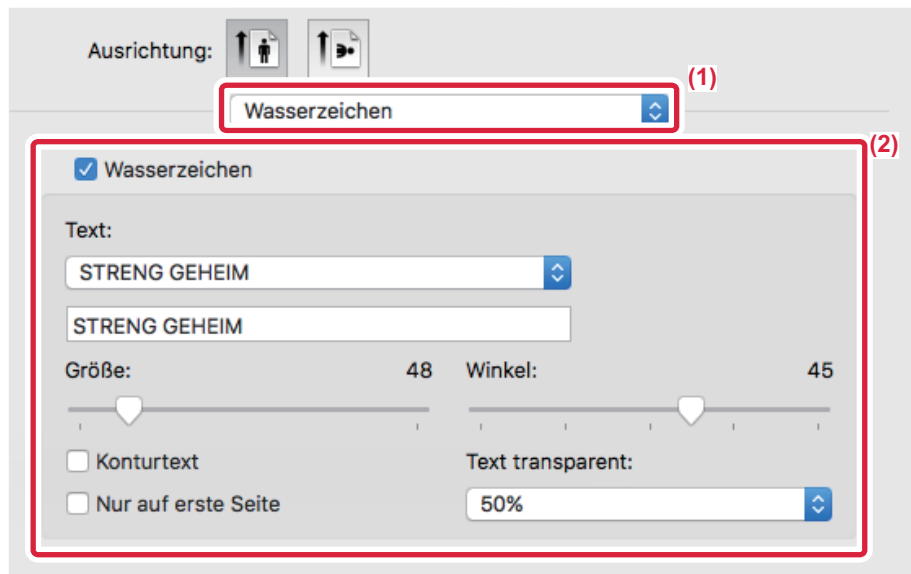 Ausrichtung:
(1)
Wasserzeichen
(2)
Wasserzeichen
Text:
STRENG GEHEIM
STRENG GEHEIM
Größe: 48 Winkel: 45
Konturtext Text transparent:
Nur auf erste Seite 50%